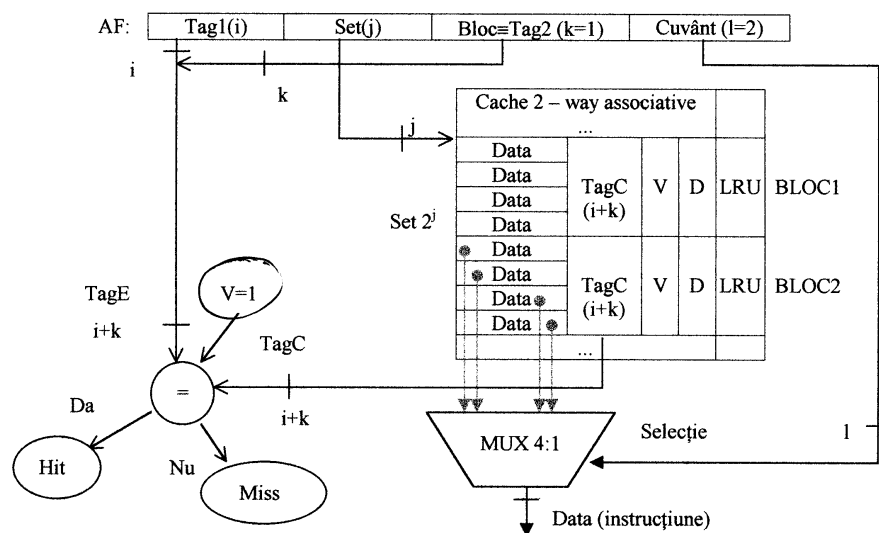 AF: Tag1(i) Set(j) Bloc≡Tag2 (k=1) Cuvânt (l=2)
i
k
Cache 2 – way associative
...
j
Data
Data
Data
Data
TagC
(i+k)
V D LRU BLOC1
Set 2^j
Data
Data
Data
Data
TagC
(i+k)
V D LRU BLOC2
...
TagE
i+k
V=1
TagC
=
i+k
Da
Nu
Hit
Miss
MUX 4:1
Selecție
l
Data (instrucțiune)